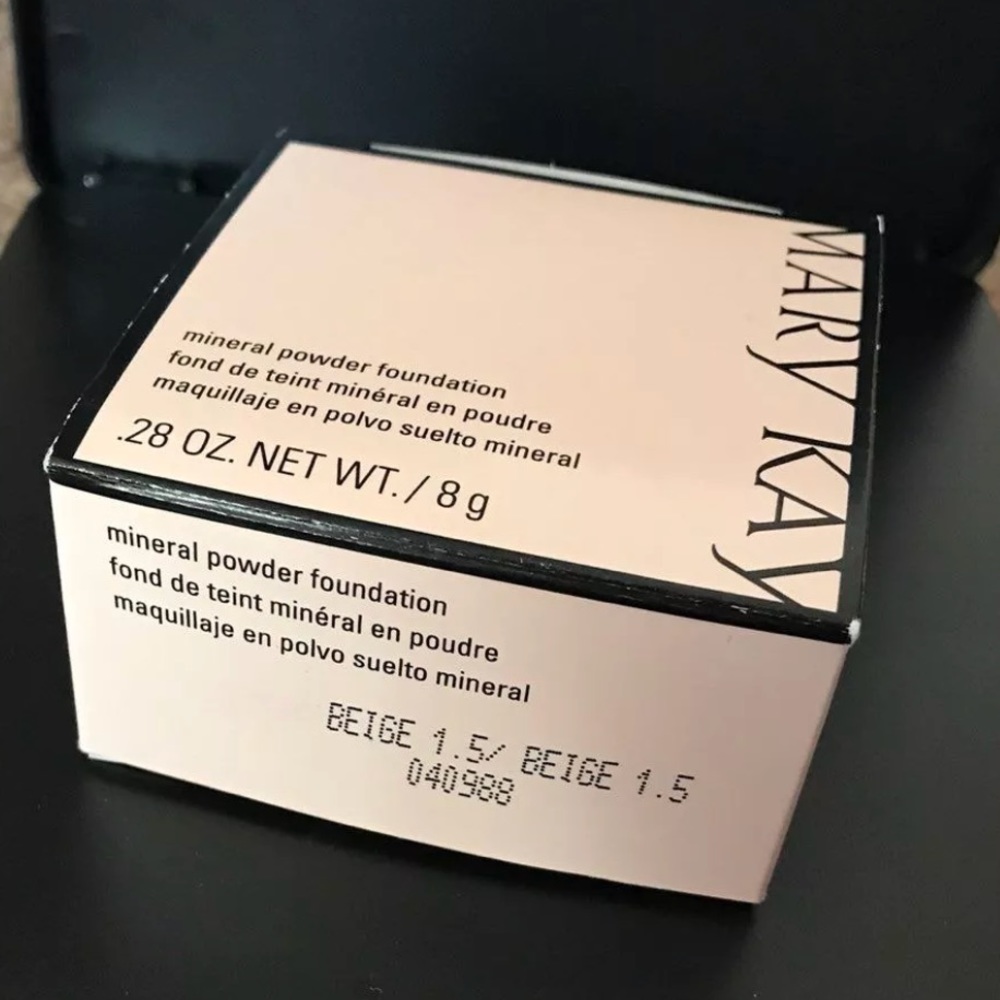 MARY KAY
mineral powder foundation
fond de teint minéral en poudre
maquillaje en polvo suelto mineral
.28 OZ. NET WT. / 8 g
mineral powder foundation
fond de teint minéral en poudre
maquillaje en polvo suelto mineral
BEIGE 1.5/ BEIGE 1.5
040988